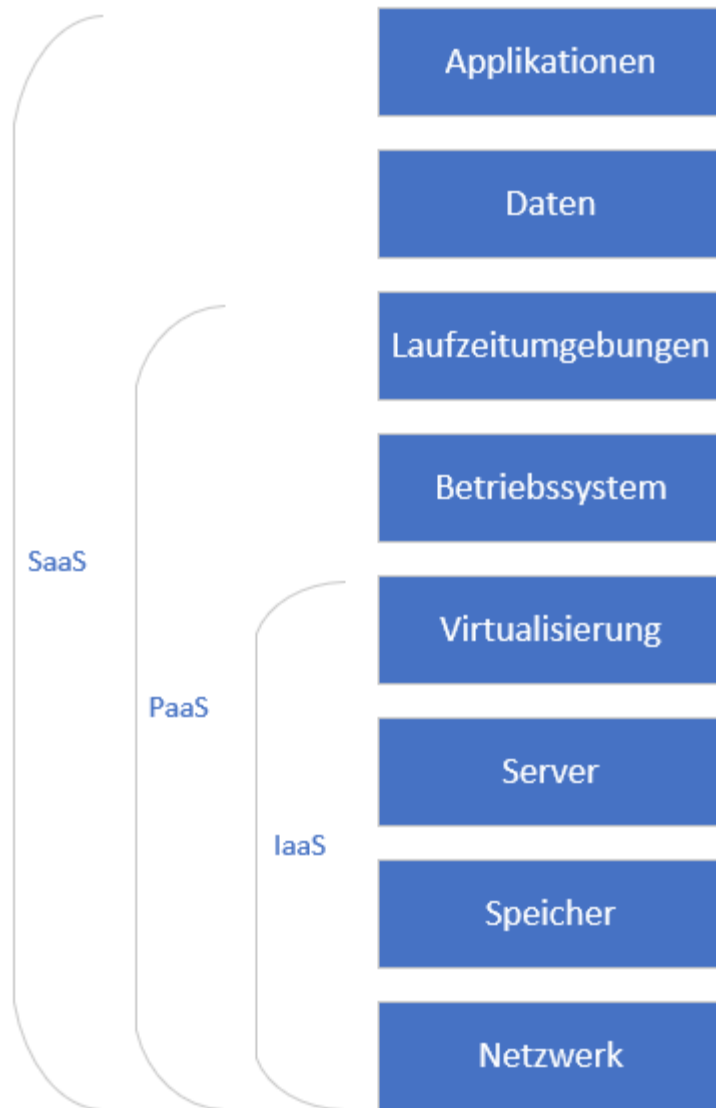 Applikationen
Daten
Laufzeitumgebungen
Betriebssystem
SaaS
Virtualisierung
PaaS
Server
IaaS
Speicher
Netzwerk